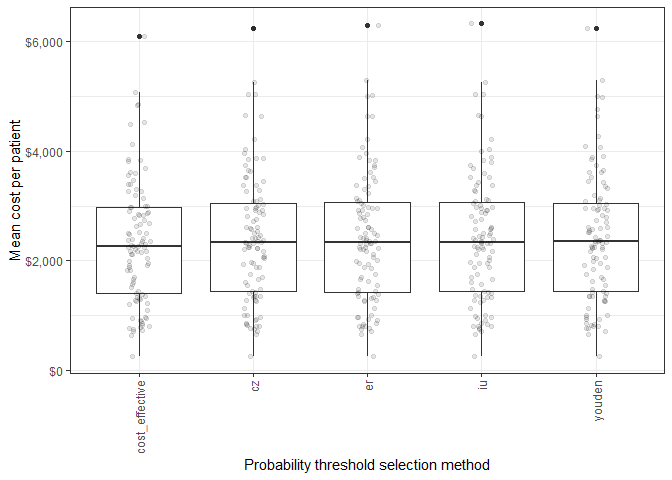 $6,000
$4,000
$2,000
$0
Mean cost per patient
cost_effective
cz
er
iu
youden
Probability threshold selection method